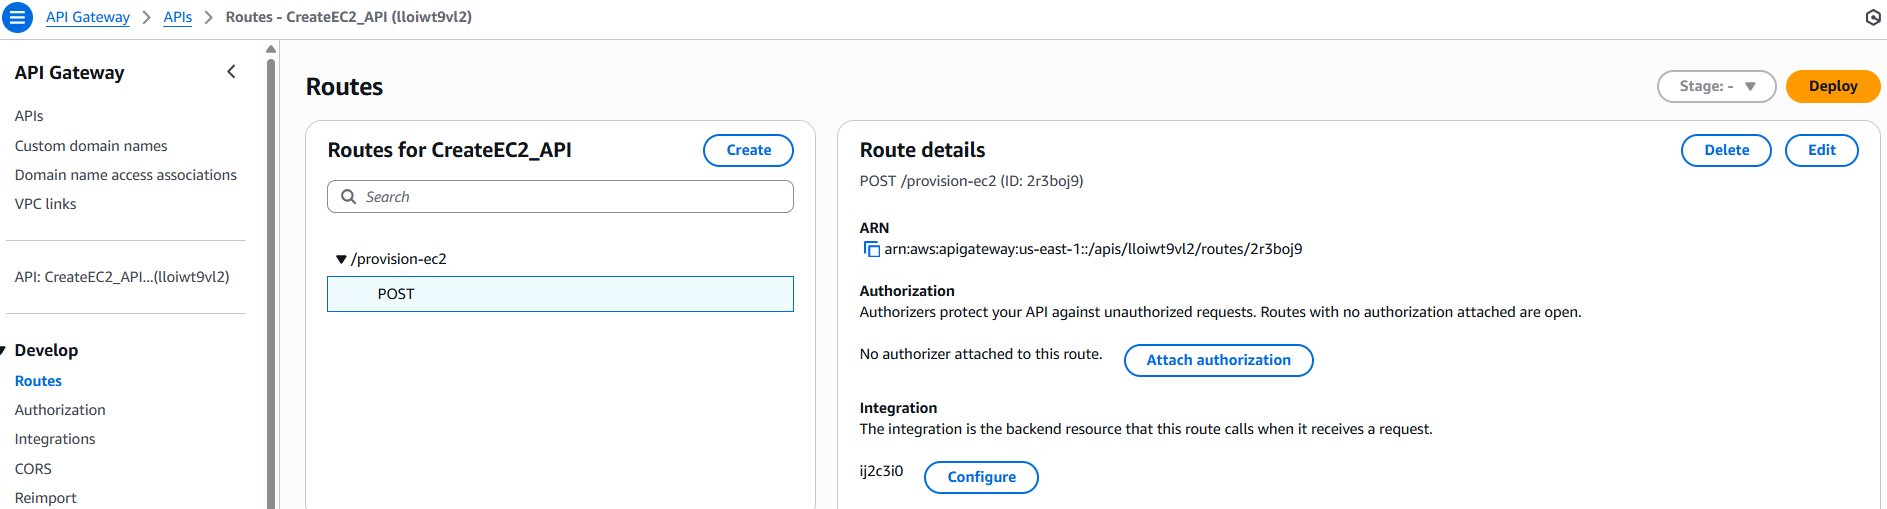 API Gateway > APIs > Routes - CreateEC2_API (lloiwt9vl2)
API Gateway
APIs
Custom domain names
Domain name access associations
VPC links
API: CreateEC2_API...(lloiwt9vl2)
Develop
Routes
Authorization
Integrations
CORS
Reimport
Routes
Stage: -
Deploy
Routes for CreateEC2_API
Create
Search
/provision-ec2
POST
Route details
Delete
Edit
POST /provision-ec2 (ID: 2r3boj9)
ARN
arn:aws:apigateway:us-east-1::/apis/lloiwt9vl2/routes/2r3boj9
Authorization
Authorizers protect your API against unauthorized requests. Routes with no authorization attached are open.
No authorizer attached to this route.
Attach authorization
Integration
The integration is the backend resource that this route calls when it receives a request.
ij2c3i0
Configure